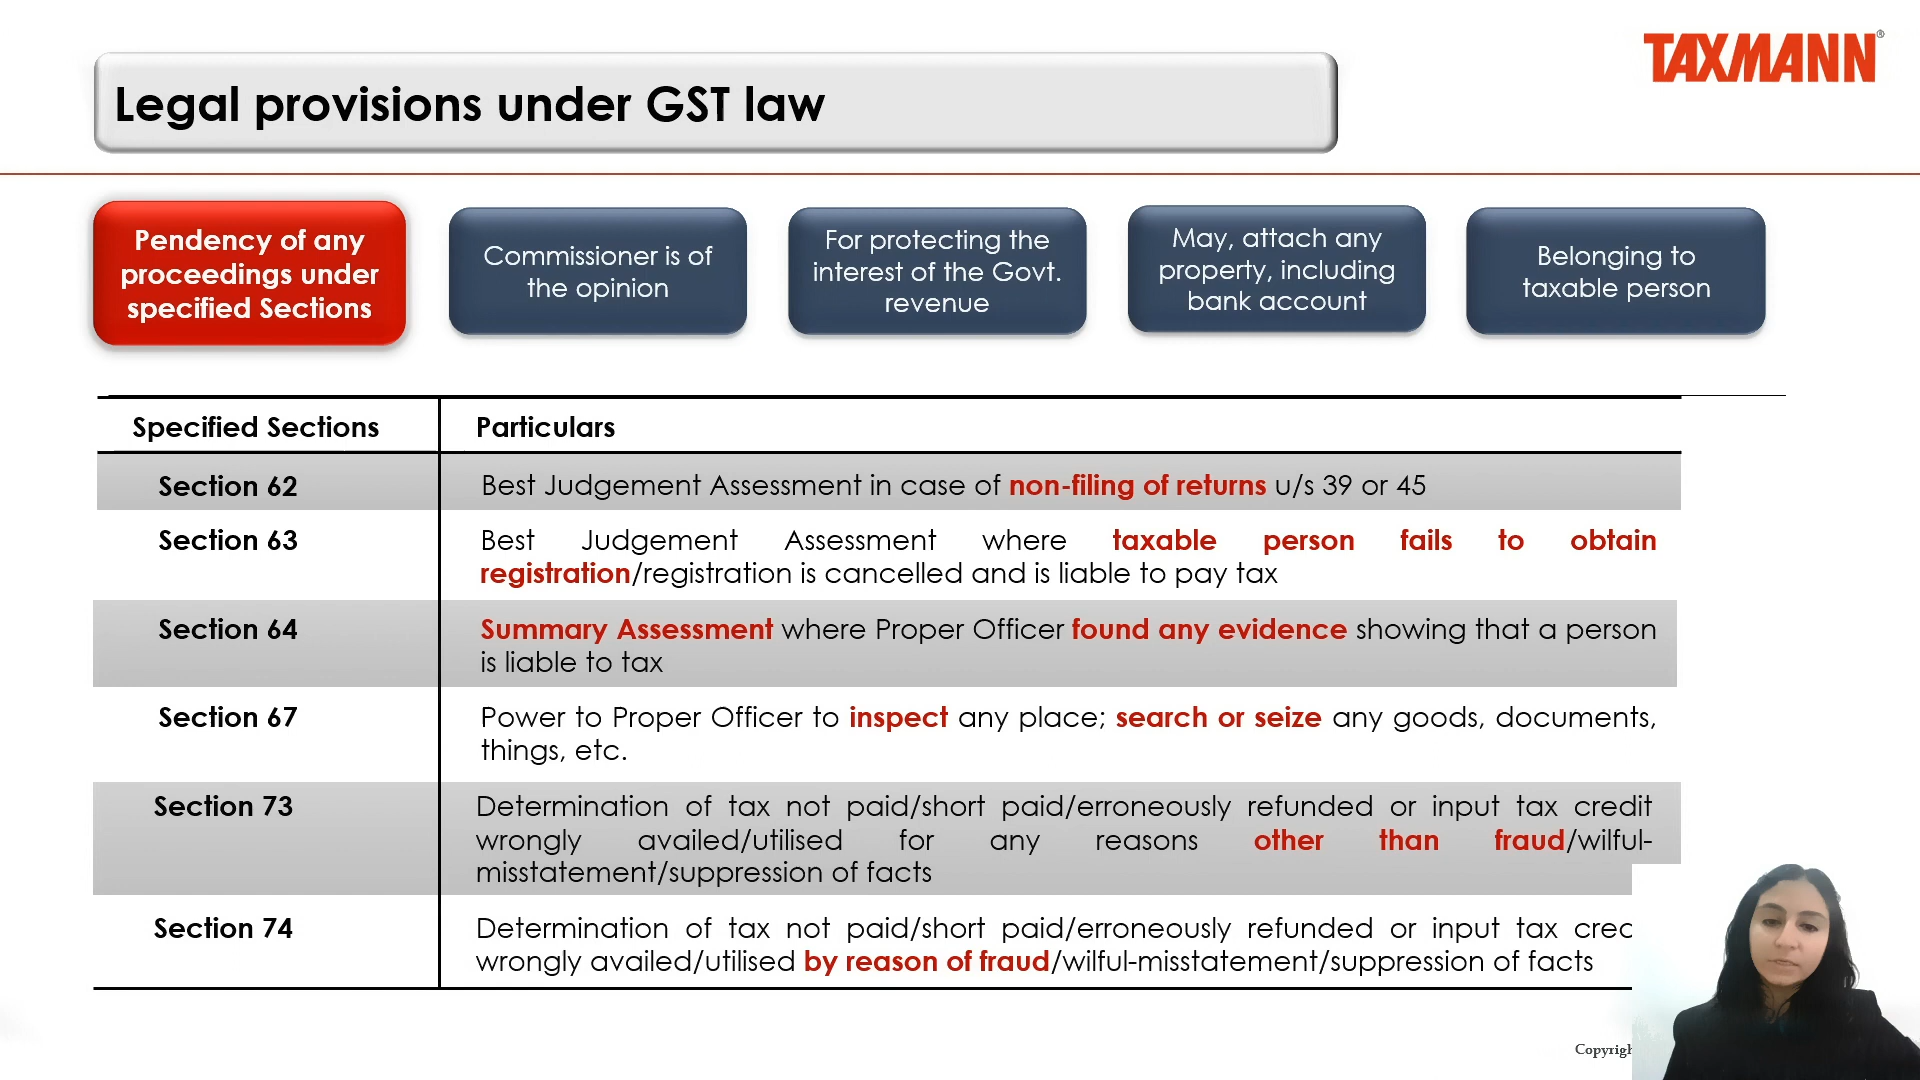 TAXMANN®
Legal provisions under GST law
Pendency of any
proceedings under
specified Sections
Commissioner is of
the opinion
For protecting the
interest of the Govt.
revenue
May, attach any
property, including
bank account
Belonging to
taxable person
Specified Sections
Particulars
Section 62
Best Judgement Assessment in case of non-filing of returns u/s 39 or 45
Section 63
Best Judgement Assessment where taxable person fails to obtain
registration/registration is cancelled and is liable to pay tax
Section 64
Summary Assessment where Proper Officer found any evidence showing that a person
is liable to tax
Section 67
Power to Proper Officer to inspect any place; search or seize any goods, documents,
things, etc.
Section 73
Determination of tax not paid/short paid/erroneously refunded or input tax credit
wrongly availed/utilised for any reasons other than fraud/wilful-
misstatement/suppression of facts
Section 74
Determination of tax not paid/short paid/erroneously refunded or input tax
wrongly availed/utilised by reason of fraud/wilful-misstatement/suppression of facts